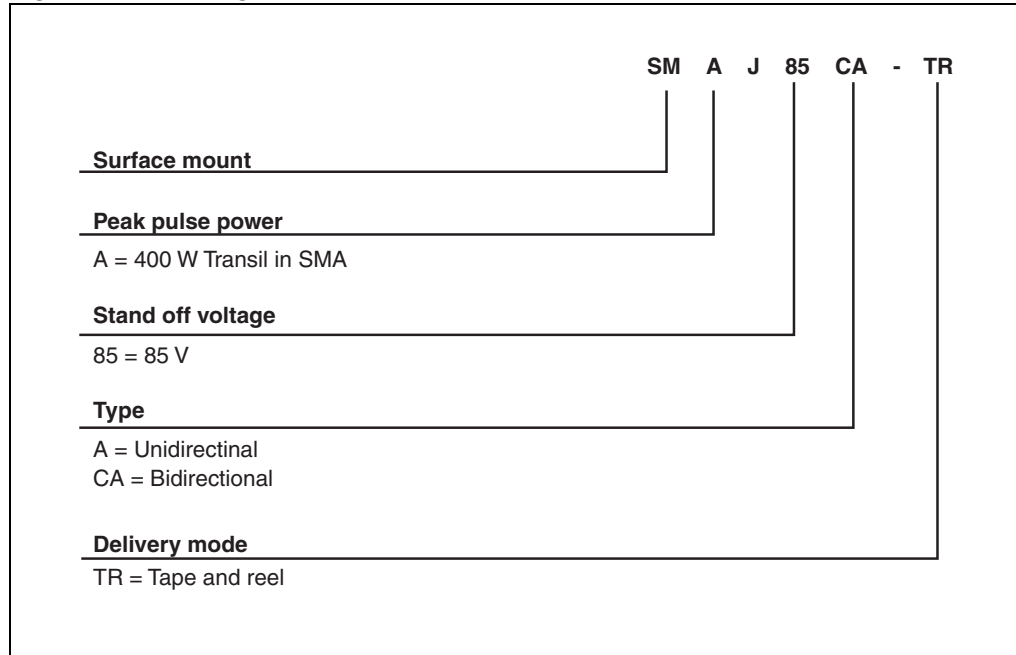 SM A J 85 CA - TR
Surface mount
Peak pulse power
A = 400 W Transil in SMA
Stand off voltage
85 = 85 V
Type
A = Unidirectinal
CA = Bidirectional
Delivery mode
TR = Tape and reel